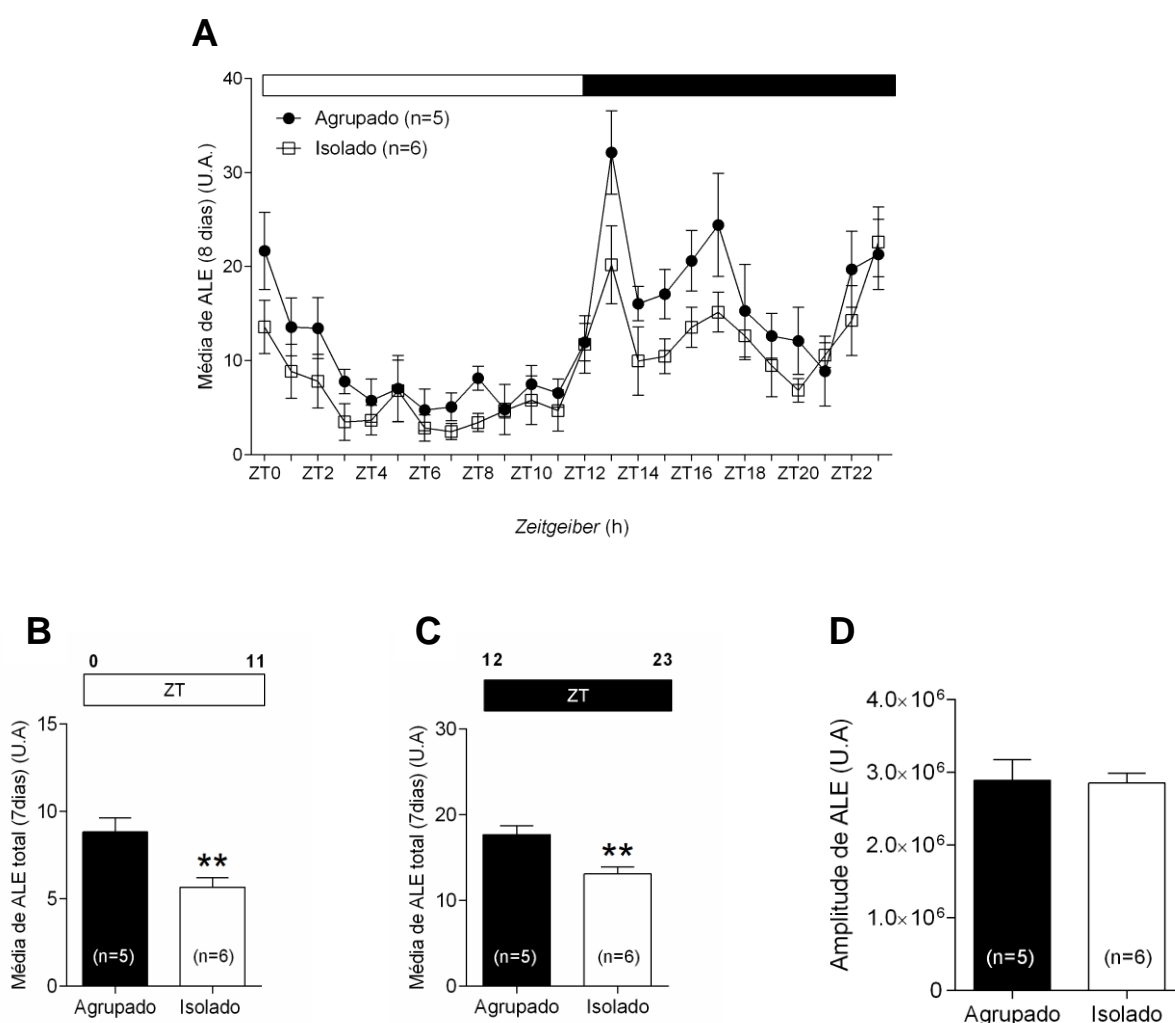 A
Média de ALE (8 dias) (U.A.)
40
30
20
10
0
Agrupado (n=5)
Isolado (n=6)
ZT0 ZT2 ZT4 ZT6 ZT8 ZT10 ZT12 ZT14 ZT16 ZT18 ZT20 ZT22
Zeitgeiber (h)
B
0 11
ZT
Média de ALE total (7dias) (U.A)
15
10
5
0
**
(n=5) (n=6)
Agrupado Isolado
C
12 23
ZT
Média de ALE total (7dias) (U.A)
30
20
10
0
**
(n=5) (n=6)
Agrupado Isolado
D
Amplitude de ALE (U.A)
4.0×10⁶
3.0×10⁶
2.0×10⁶
1.0×10⁶
0
(n=5) (n=6)
Agrupado Isolado